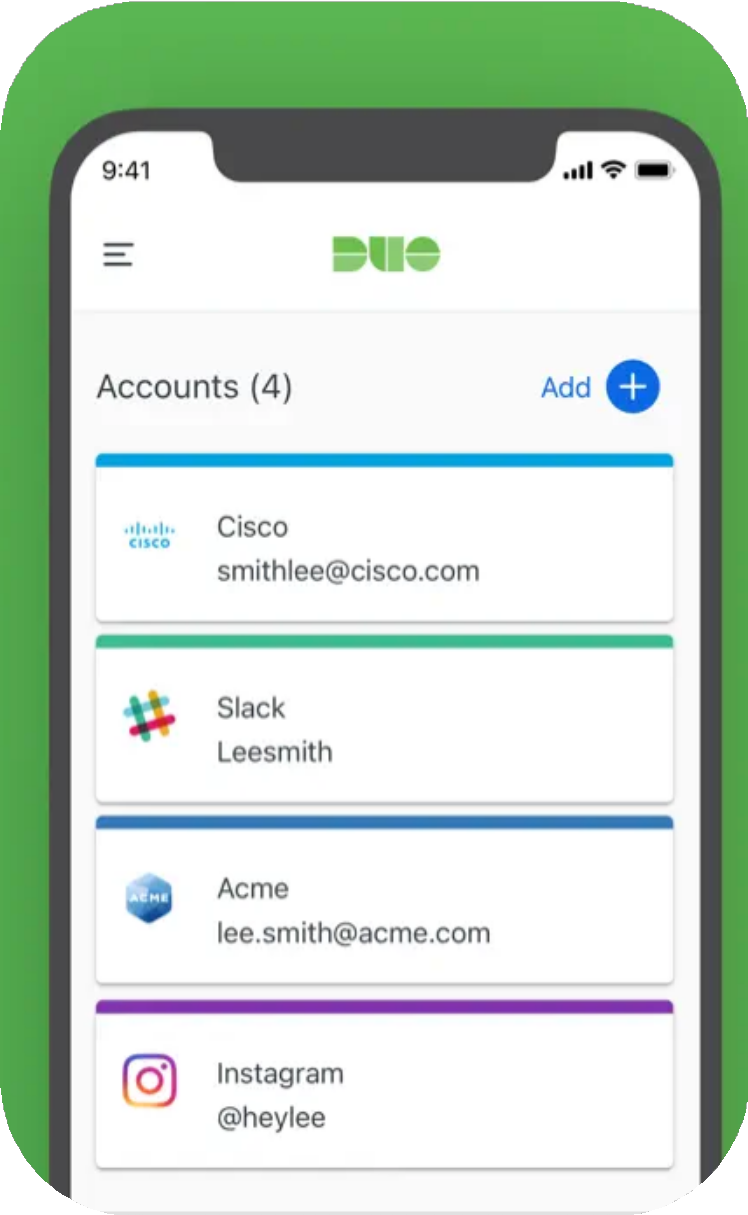 9:41
DUO
Accounts (4)
Add
CISCO
Cisco
smithlee@cisco.com
Slack
Leesmith
ACME
Acme
lee.smith@acme.com
Instagram
@heylee